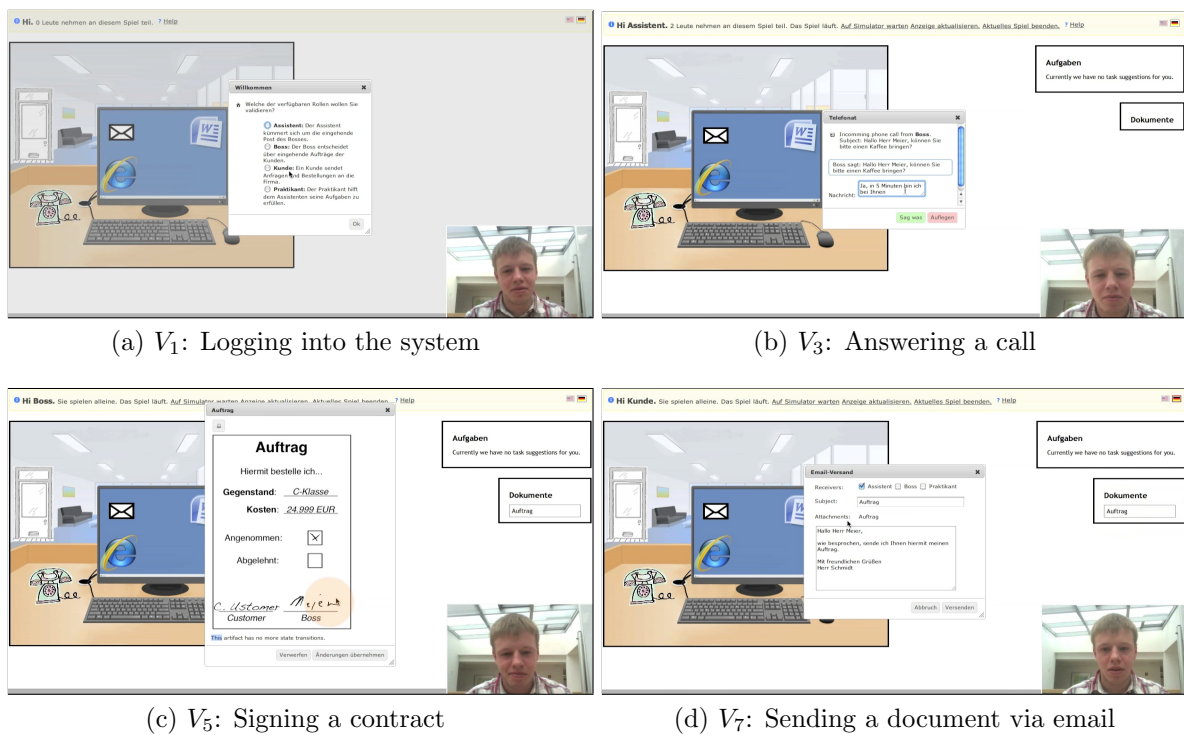 Hi. 0 Leute nehmen an diesem Spiel teil. ? Help
Willkommen
Welche der verfügbaren Rollen wollen Sie
validieren?
Assistent: Der Assistent
kümmert sich um die eingehende
Post des Bosses.
Boss: Der Boss entscheidet
über eingehende Aufträge der
Kunden.
Kunde: Ein Kunde sendet
Anfragen und Bestellungen an die
Firma.
Praktikant: Der Praktikant hilft
dem Assistenten seine Aufgaben zu
erfüllen.
Ok
W
(a) V1: Logging into the system
Hi Assistent. 2 Leute nehmen an diesem Spiel teil. Das Spiel läuft. Auf Simulator warten Anzeige aktualisieren. Aktuelles Spiel beenden. ? Help
Aufgaben
Currently we have no task suggestions for you.
Dokumente
Telefonat
Incomming phone call from Boss.
Subject: Hallo Herr Meier, können Sie
bitte einen Kaffee bringen?
Boss sagt: Hallo Herr Meier, können Sie
bitte einen Kaffee bringen?
Nachricht:
Ja, in 5 Minuten bin ich
bei Ihnen
Sag was Auflegen
W
(b) V3: Answering a call
Hi Boss. Sie spielen alleine. Das Spiel läuft. Auf Simulator warten Anzeige aktualisieren. Aktuelles Spiel beenden. ? Help
Auftrag
Auftrag
Hiermit bestelle ich...
Gegenstand: C-Klasse
Kosten: 24.999 EUR
Angenommen:
Abgelehnt:
C. Ustomer Meier
Customer Boss
This artifact has no more state transitions.
Verwerfen Änderungen übernehmen
Aufgaben
Currently we have no task suggestions for you.
Dokumente
Auftrag
(c) V5: Signing a contract
Hi Kunde. Sie spielen alleine. Das Spiel läuft. Auf Simulator warten Anzeige aktualisieren. Aktuelles Spiel beenden. ? Help
Aufgaben
Currently we have no task suggestions for you.
Dokumente
Auftrag
Email-Versand
Receivers: Assistent Boss Praktikant
Subject: Auftrag
Attachments: Auftrag
Hallo Herr Meier,
wie besprochen, sende ich Ihnen hiermit meinen
Auftrag.
Mit freundlichen Grüßen
Herr Schmidt
Abbruch Versenden
W
(d) V7: Sending a document via email